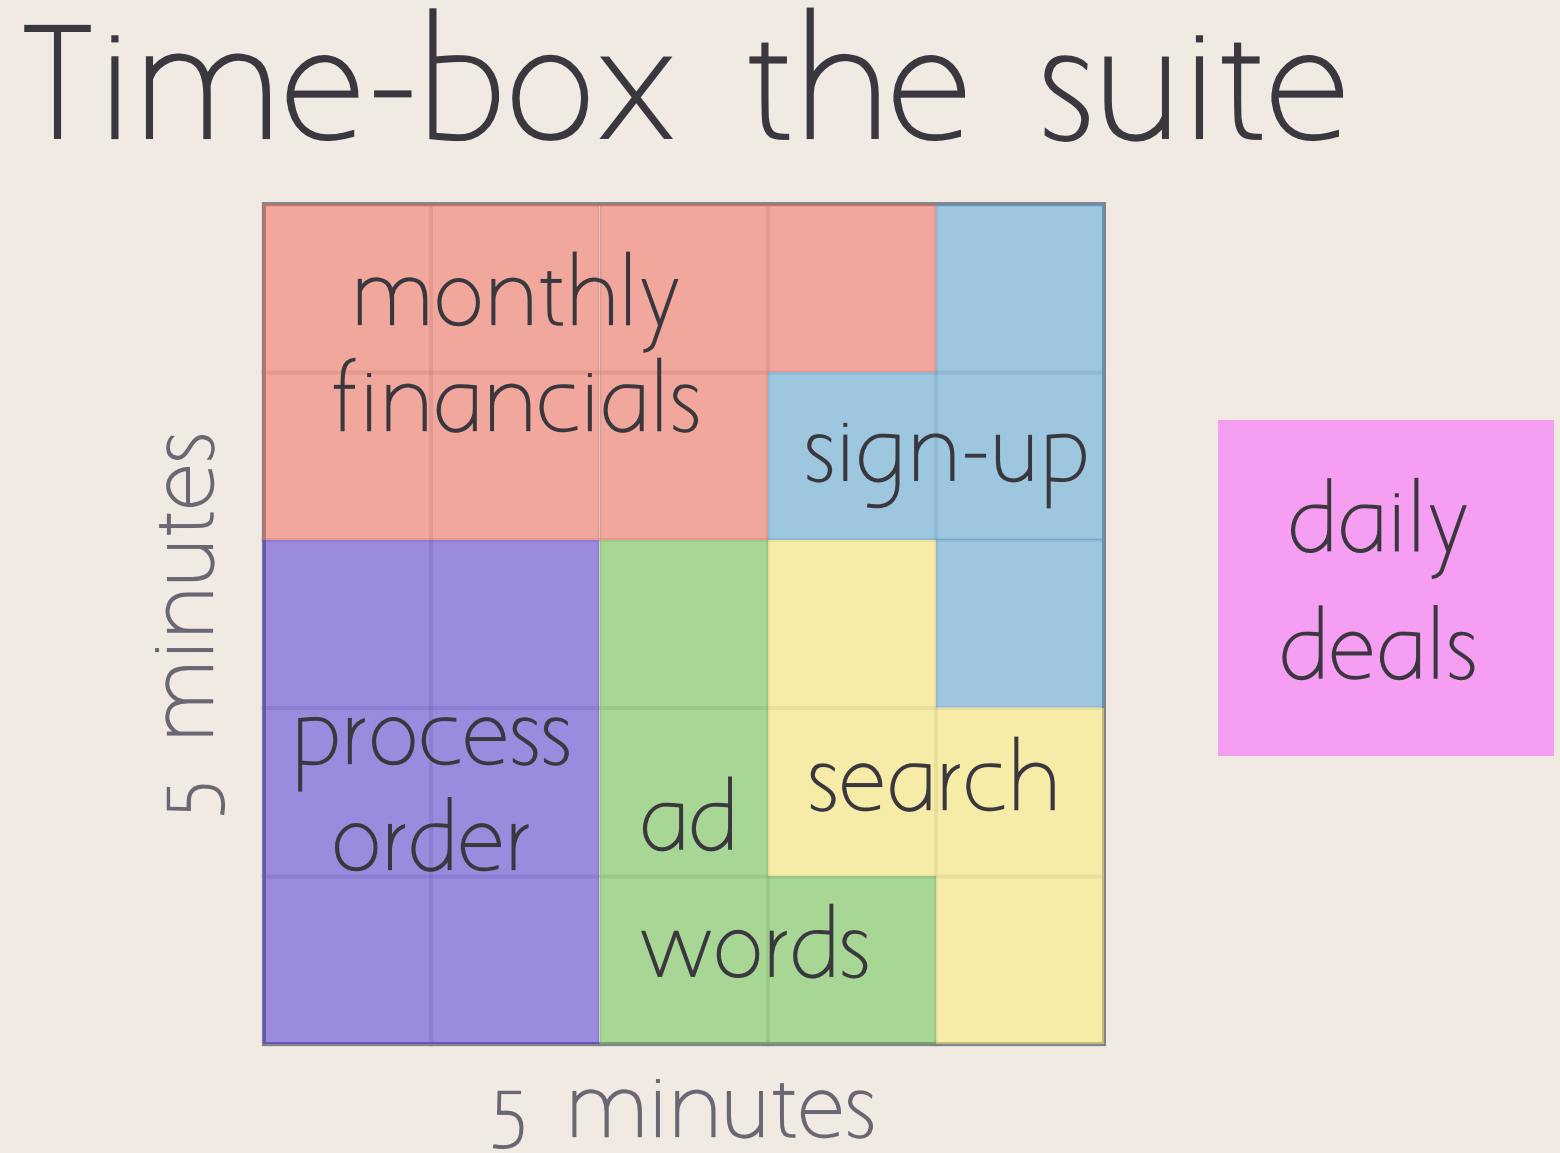 Time-box the suite
monthly
financials
sign-up
5 minutes
daily
deals
process
order
ad
words
search
5 minutes